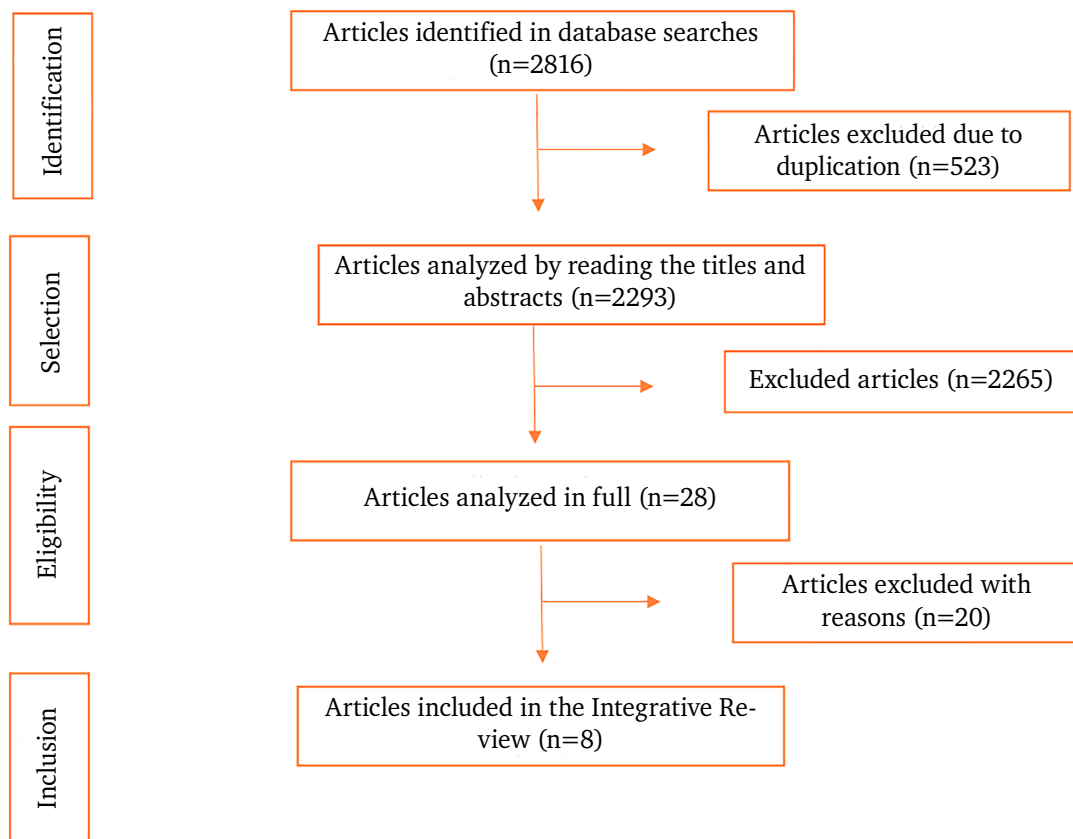 Identification
Articles identified in database searches
(n=2816)
Articles excluded due to
duplication (n=523)
Selection
Articles analyzed by reading the titles and
abstracts (n=2293)
Excluded articles (n=2265)
Eligibility
Articles analyzed in full (n=28)
Articles excluded with
reasons (n=20)
Inclusion
Articles included in the Integrative Re-
view (n=8)